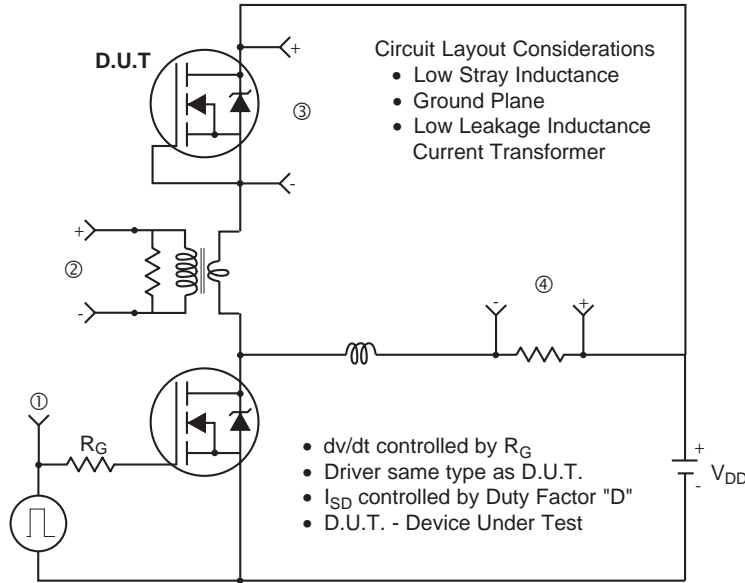 D.U.T
+
-
③
Circuit Layout Considerations
• Low Stray Inductance
• Ground Plane
• Low Leakage Inductance
Current Transformer
+
②
-
-
④
+
①
R_G
• dv/dt controlled by R_G
• Driver same type as D.U.T.
• I_SD controlled by Duty Factor "D"
• D.U.T. - Device Under Test
+
V_DD
-